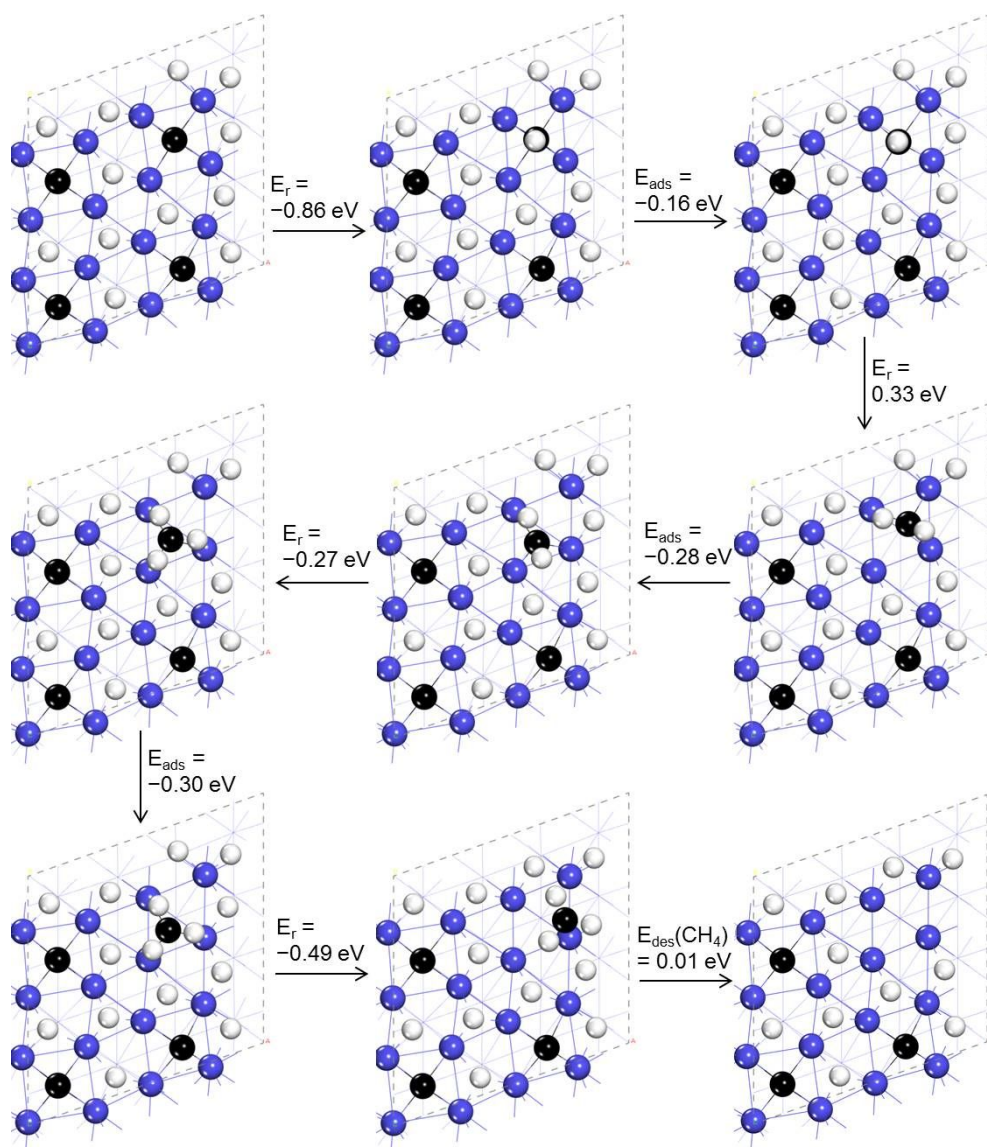 E_r =
−0.86 eV
E_ads =
−0.16 eV
E_r =
0.33 eV
E_r =
−0.27 eV
E_ads =
−0.28 eV
E_ads =
−0.30 eV
E_r =
−0.49 eV
E_des(CH₄)
= 0.01 eV